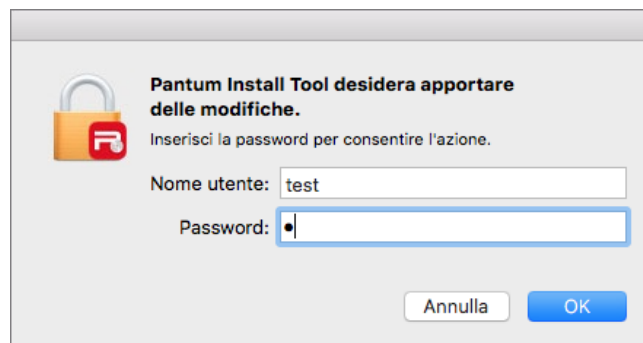 Pantum Install Tool desidera apportare
delle modifiche.
Inserisci la password per consentire l'azione.
Nome utente: test
Password: •
Annulla OK